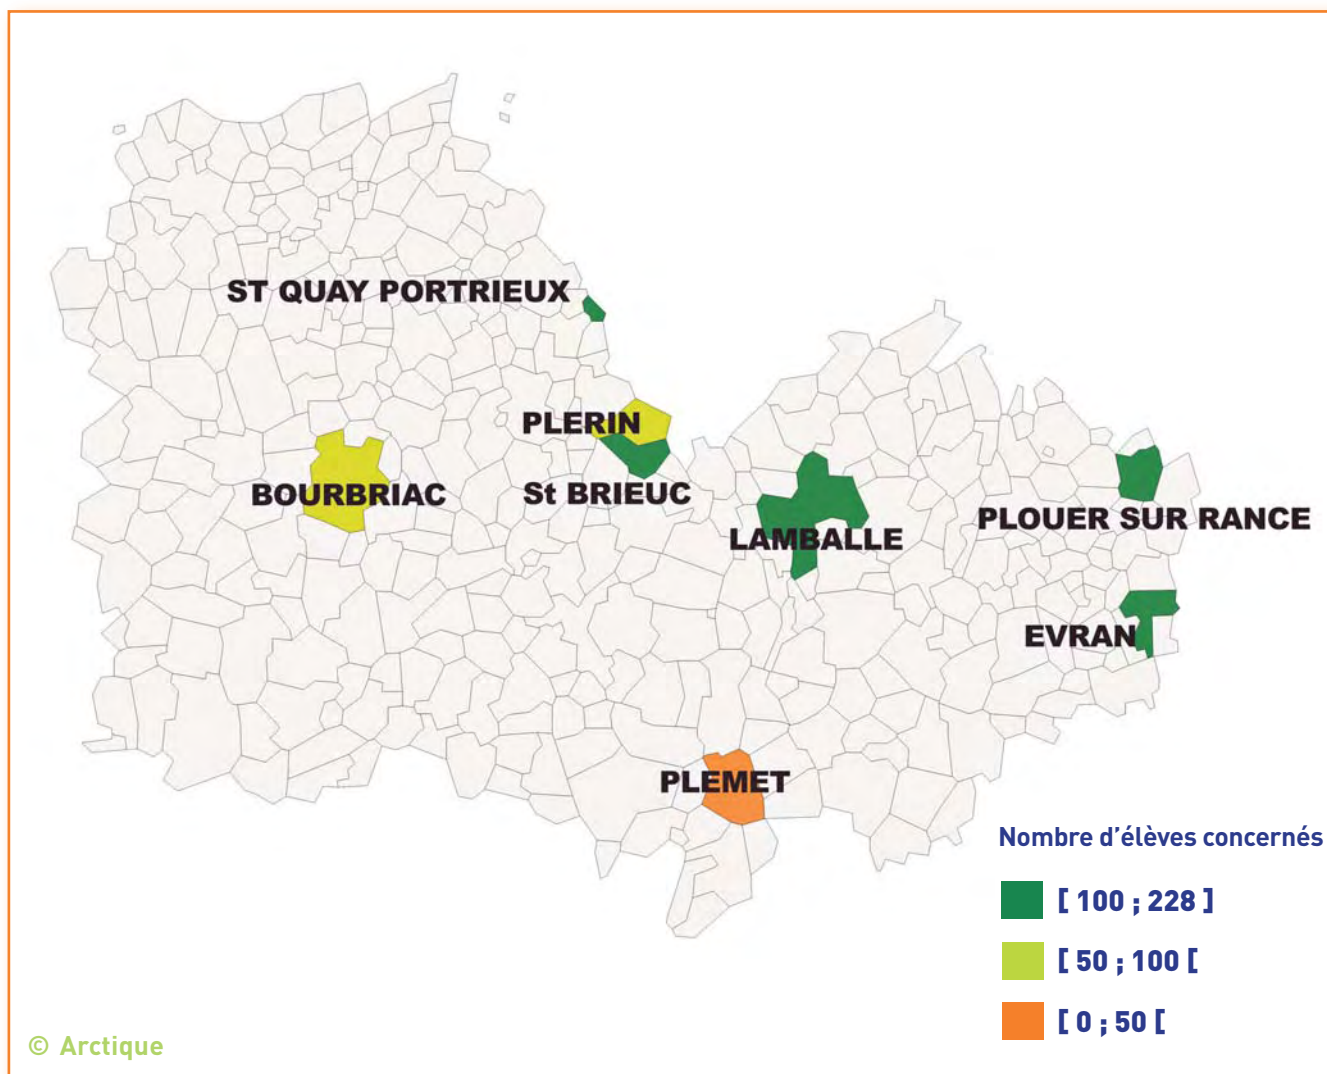 ST QUAY PORTRIEUX
PLERIN
BOURBRIAC
St BRIEUC
PLOUER SUR RANCE
LAMBALLE
EVRAN
PLEMET
Nombre d'élèves concernés
[ 100 ; 228 ]
[ 50 ; 100 [
[ 0 ; 50 [
© Arctique